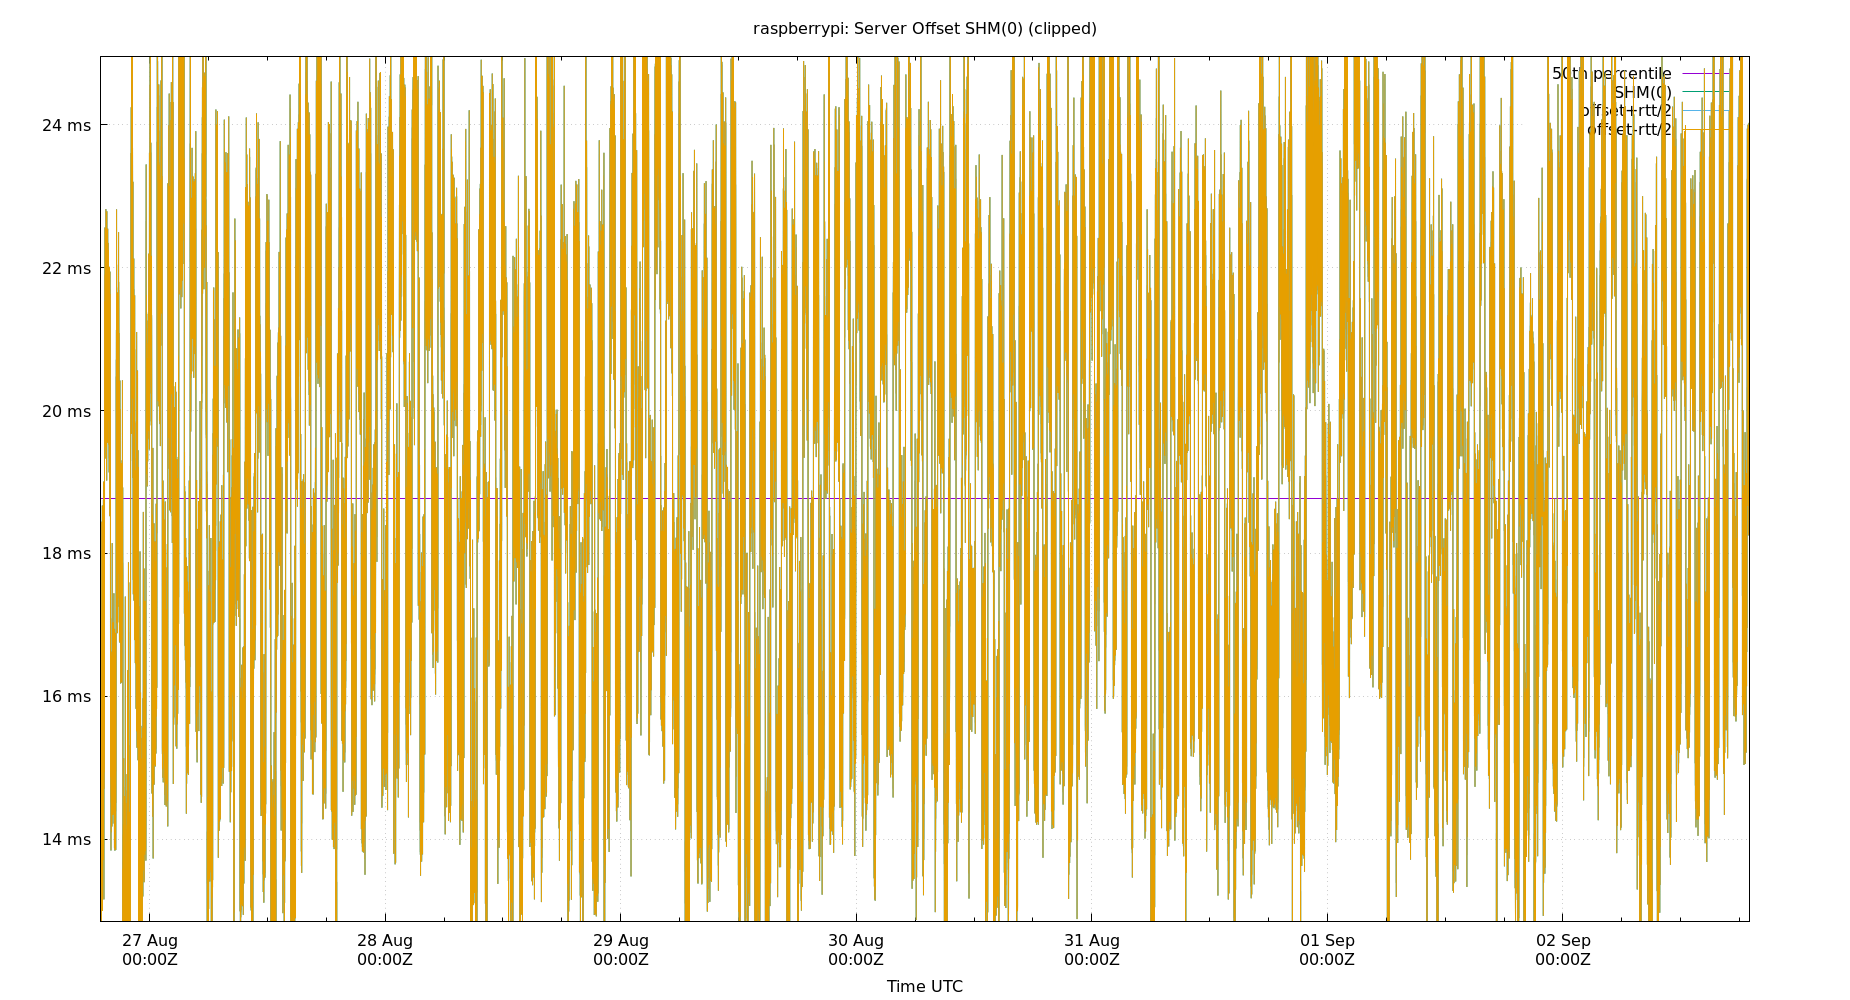 raspberrypi: Server Offset SHM(0) (clipped)
50th percentile
SHM(0)
offset+rtt/2
offset-rtt/2
24 ms
22 ms
20 ms
18 ms
16 ms
14 ms
27 Aug
00:00Z
28 Aug
00:00Z
29 Aug
00:00Z
30 Aug
00:00Z
31 Aug
00:00Z
01 Sep
00:00Z
02 Sep
00:00Z
Time UTC